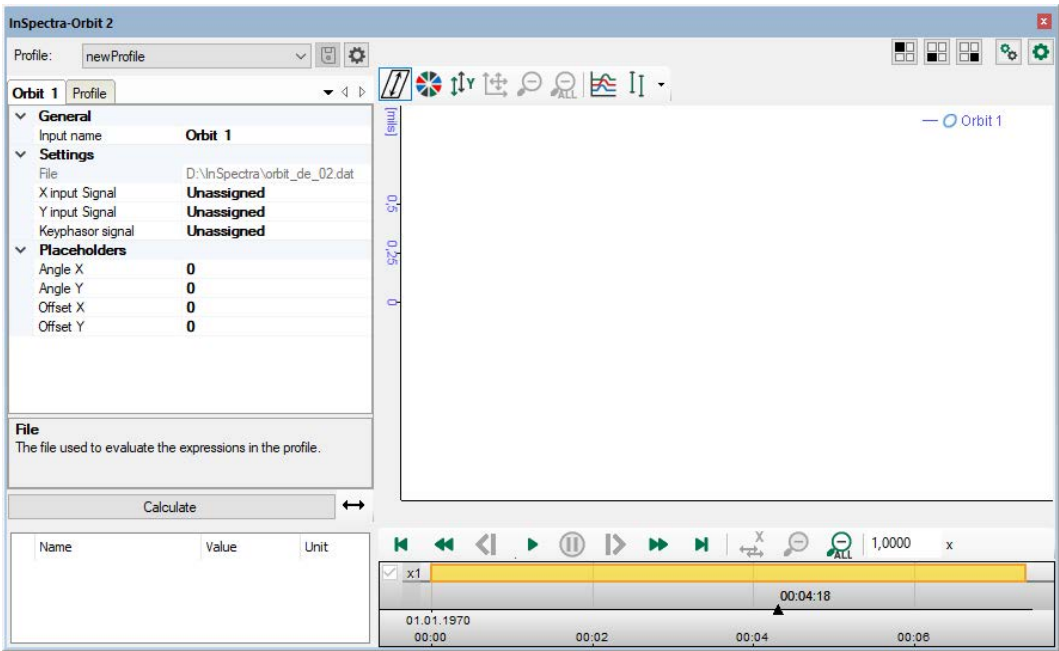 InSpectra-Orbit 2
Profile: newProfile
Orbit 1 Profile
General
Input name Orbit 1
Settings
File D:\InSpectra\orbit_de_02.dat
X input Signal Unassigned
Y input Signal Unassigned
Keyphasor signal Unassigned
Placeholders
Angle X 0
Angle Y 0
Offset X 0
Offset Y 0
File
The file used to evaluate the expressions in the profile.
Calculate
Name Value Unit
Y
ALL
[mils]
0,5
0,25
0
Orbit 1
X
ALL
1,0000 x
x1
00:04:18
01.01.1970
00:00 00:02 00:04 00:06